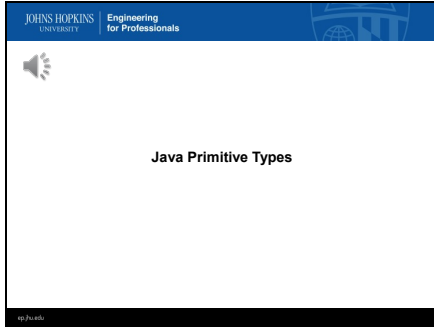 JOHNS HOPKINS
UNIVERSITY
Engineering
for Professionals
Java Primitive Types
ep.jhu.edu